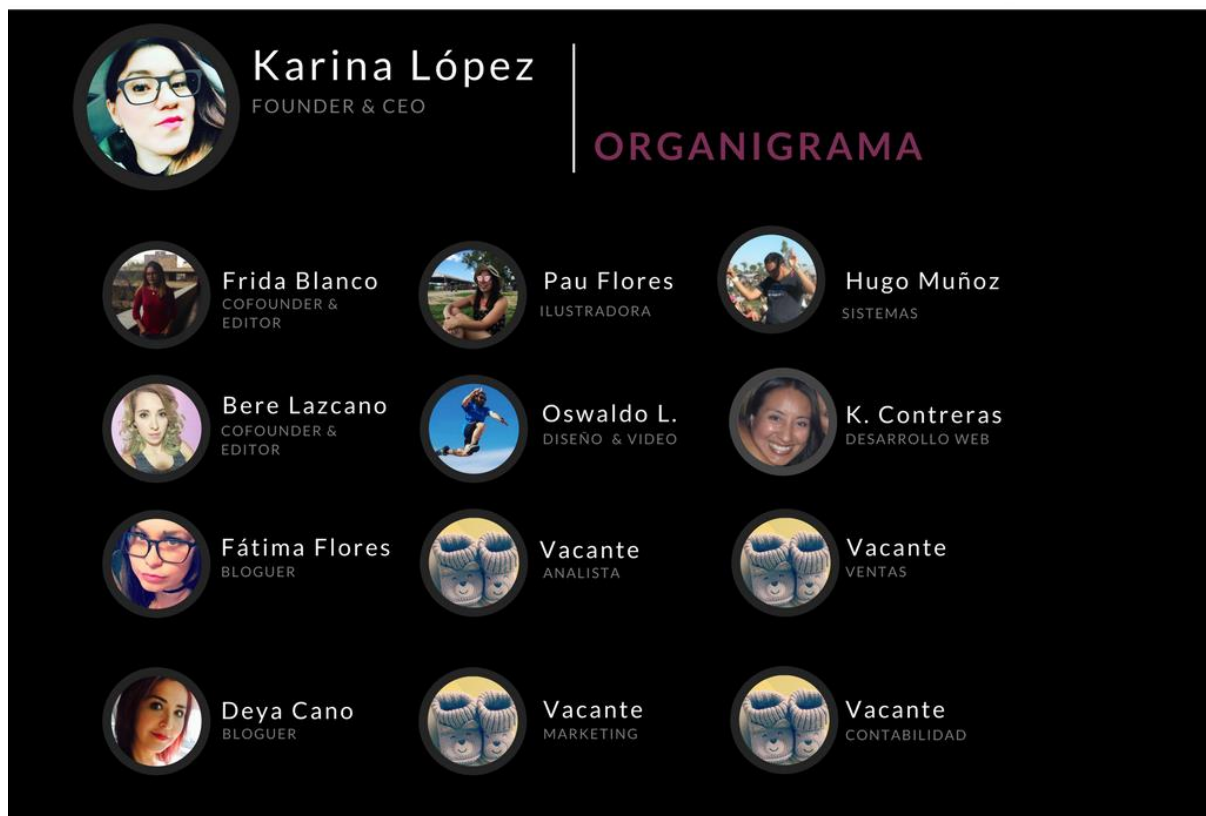 Karina López
FOUNDER & CEO
ORGANIGRAMA
Frida Blanco
COFOUNDER &
EDITOR
Pau Flores
ILUSTRADORA
Hugo Muñoz
SISTEMAS
Bere Lazcano
COFOUNDER &
EDITOR
Oswaldo L.
DISEÑO & VIDEO
K. Contreras
DESARROLLO WEB
Fátima Flores
BLOGUER
Vacante
ANALISTA
Vacante
VENTAS
Deya Cano
BLOGUER
Vacante
MARKETING
Vacante
CONTABILIDAD